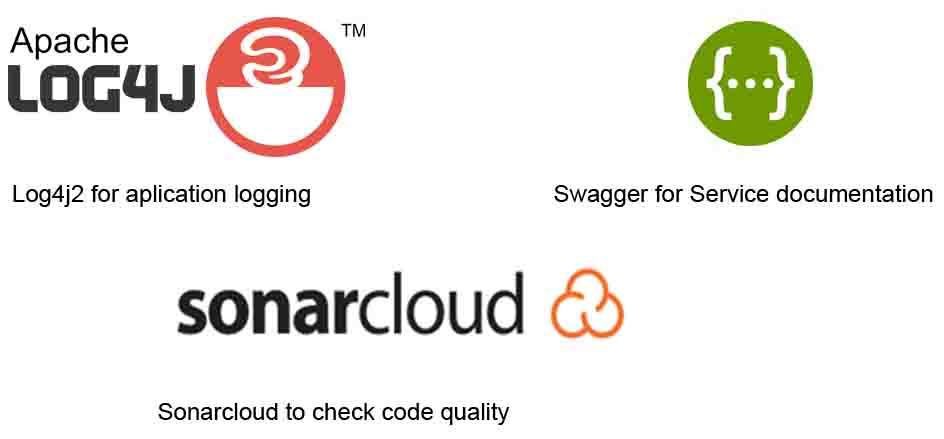 Apache
LOG4J
TM
{...}
Log4j2 for aplication logging
Swagger for Service documentation
sonarcloud
Sonarcloud to check code quality